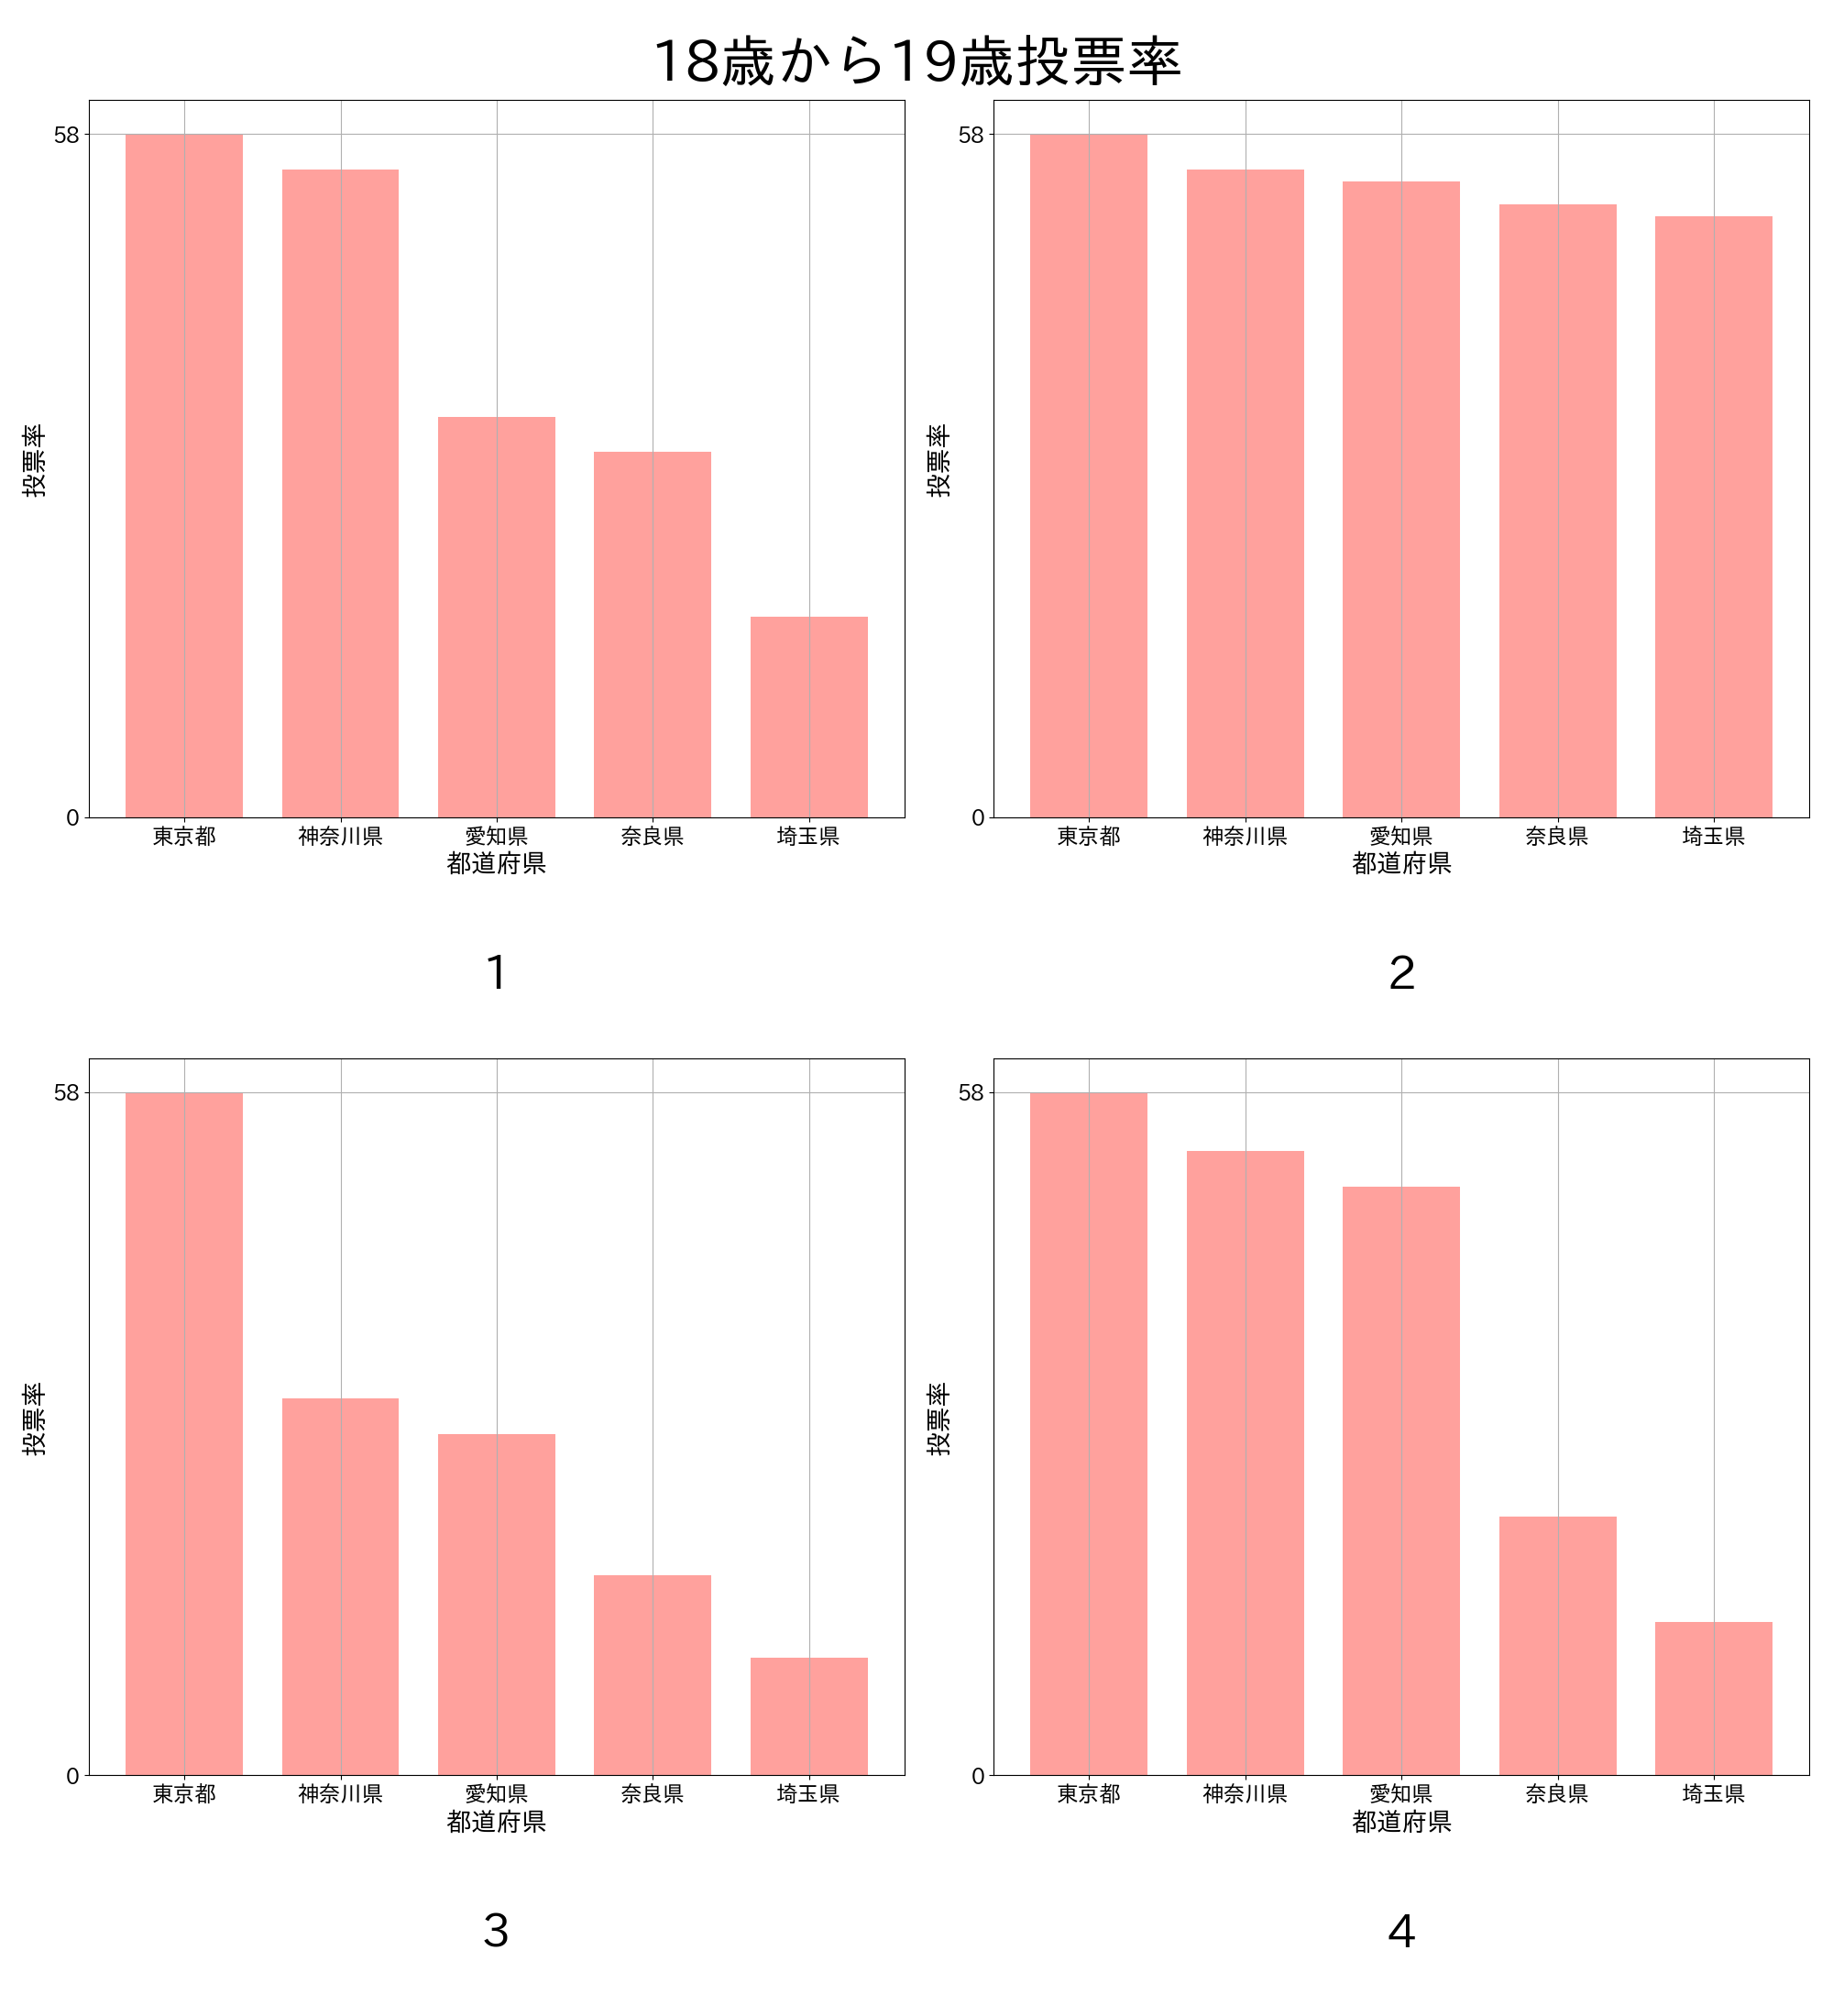 18歳から19歳投票率
58
0
投票率
東京都 神奈川県 愛知県 奈良県 埼玉県
都道府県
1
58
0
投票率
東京都 神奈川県 愛知県 奈良県 埼玉県
都道府県
2
58
0
投票率
東京都 神奈川県 愛知県 奈良県 埼玉県
都道府県
3
58
0
投票率
東京都 神奈川県 愛知県 奈良県 埼玉県
都道府県
4